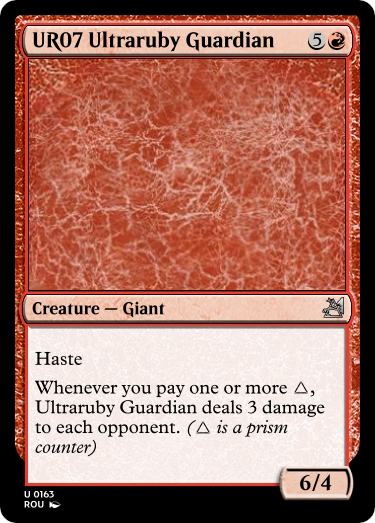 UR07 Ultraruby Guardian 5
Creature — Giant
Haste
Whenever you pay one or more △,
Ultraruby Guardian deals 3 damage
to each opponent. (△ is a prism
counter)
6/4
U 0163
ROU